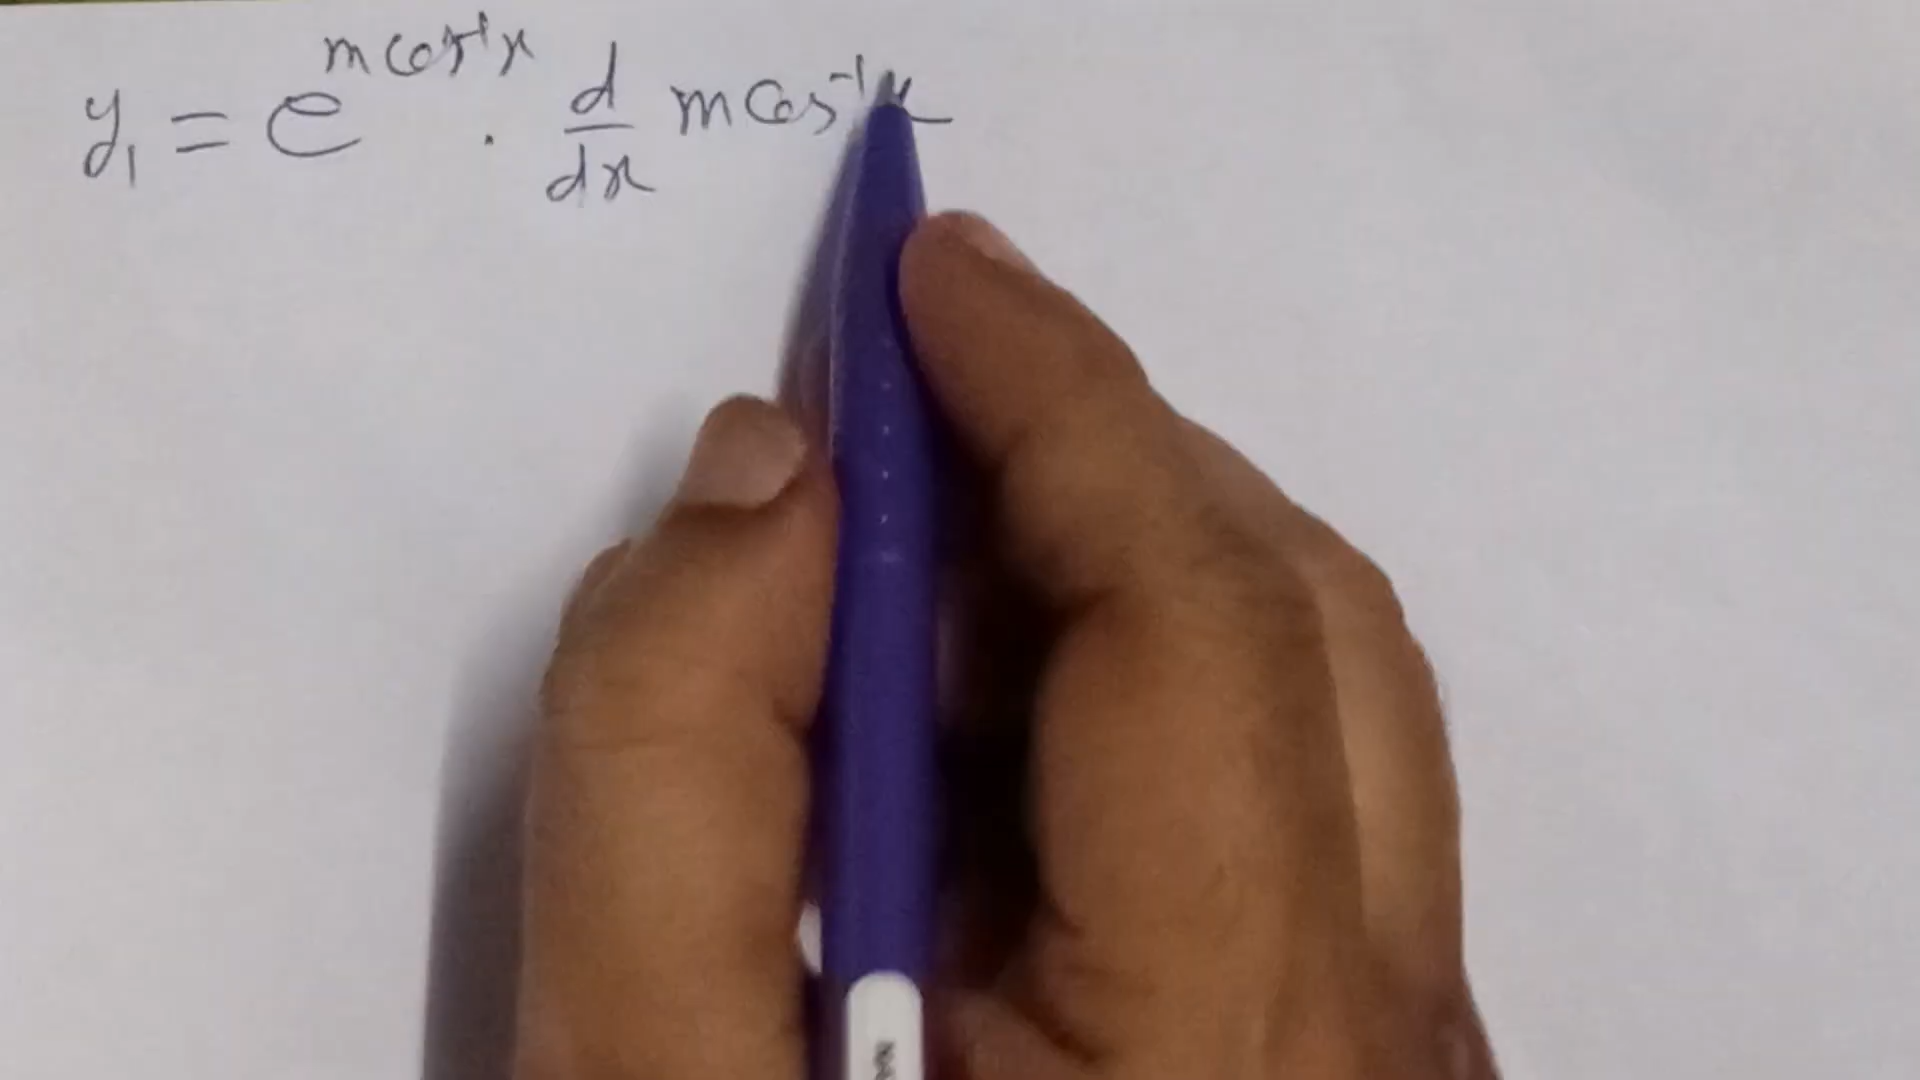 y₁ = e^{m cos⁻¹x} · d/dx m cos⁻¹x